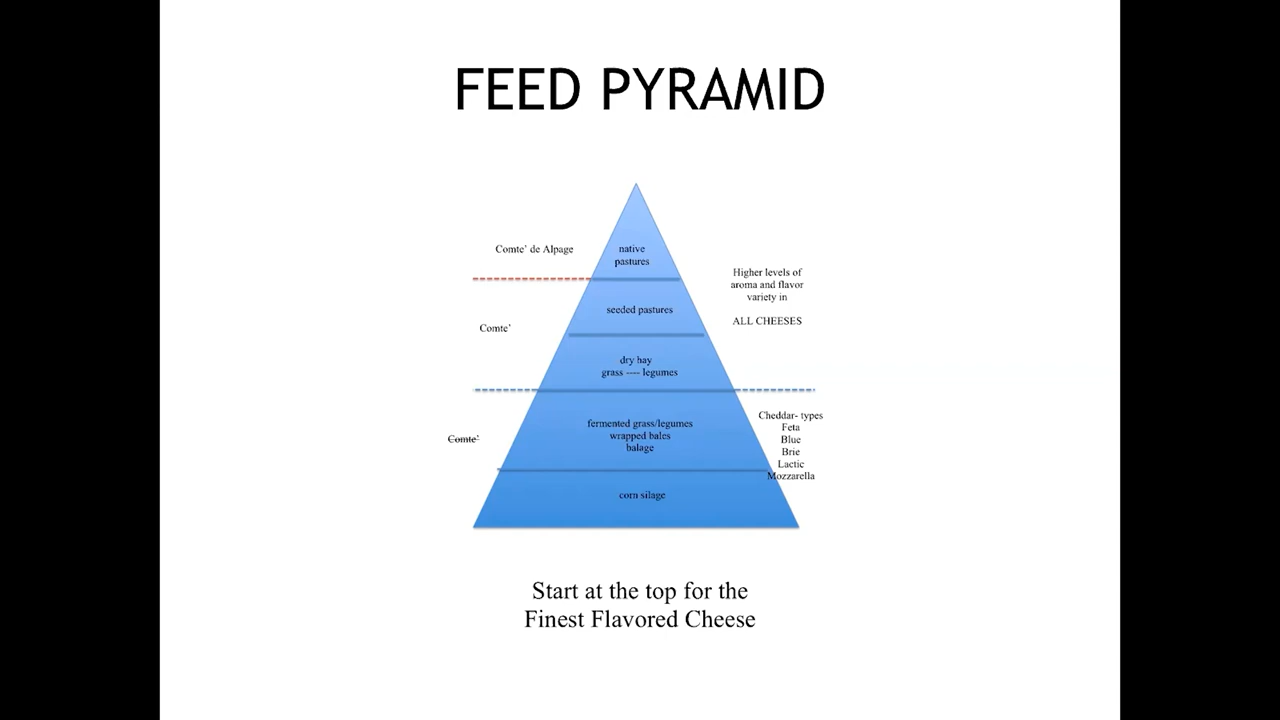 FEED PYRAMID
Comte’ de Alpage
native
pastures
Higher levels of
aroma and flavor
variety in
ALL CHEESES
seeded pastures
Comte’
dry hay
grass ---- legumes
Comte’
fermented grass/legumes
wrapped bales
balage
Cheddar- types
Feta
Blue
Brie
Lactic
Mozzarella
corn silage
Start at the top for the
Finest Flavored Cheese